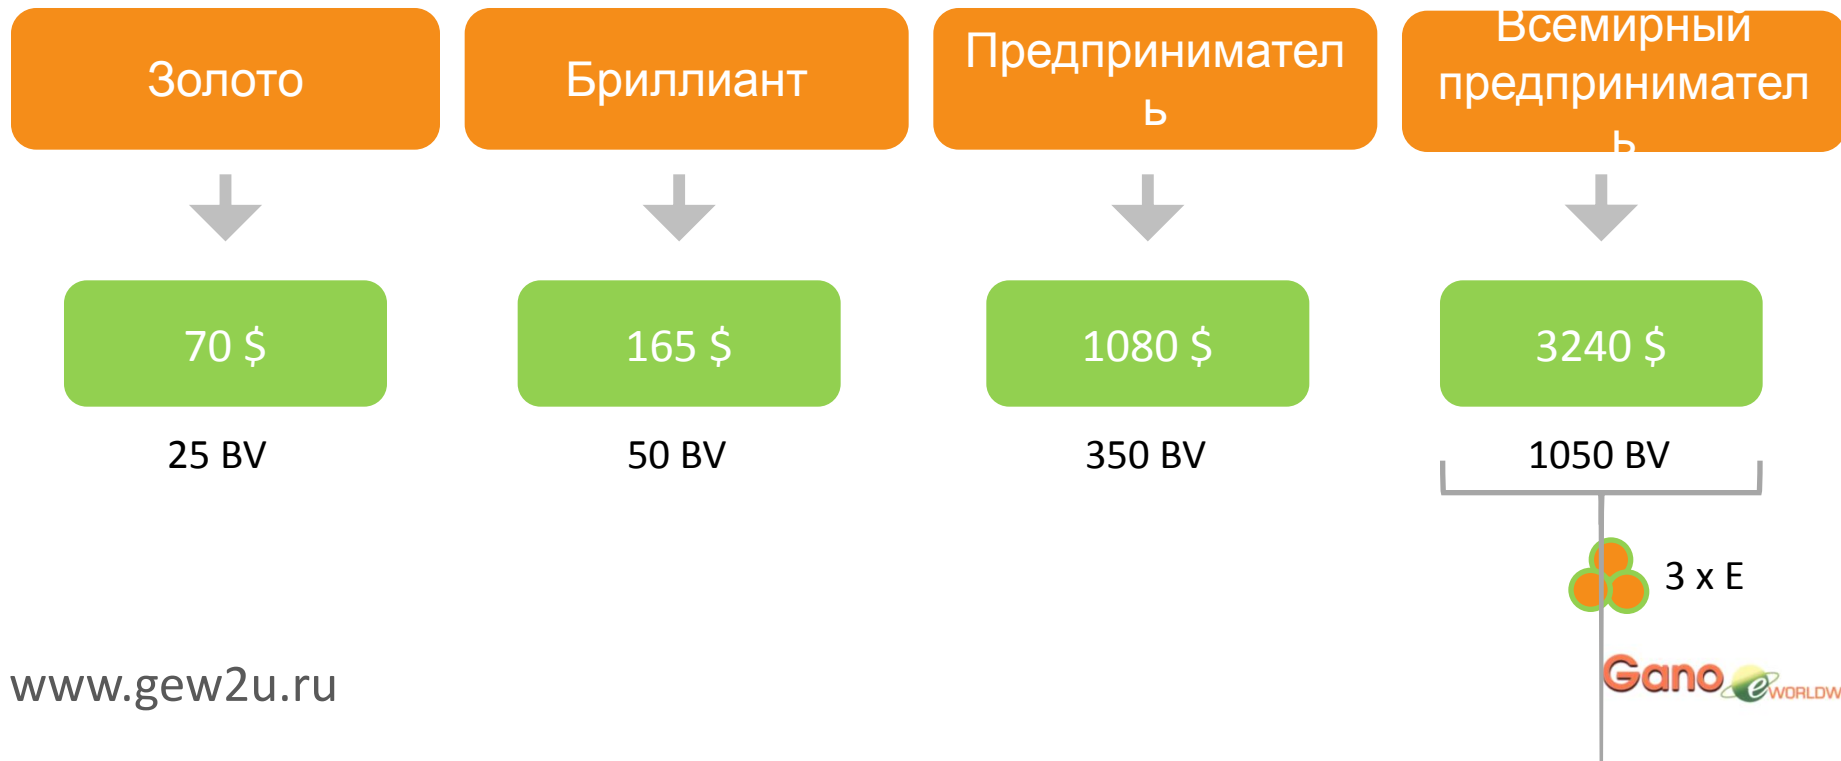 Золото
Бриллиант
Предпринимател
ь
Всемирный
предпринимател
ь
70 $
165 $
1080 $
3240 $
25 BV
50 BV
350 BV
1050 BV
3 x E
www.gew2u.ru
Gano e WORLDW